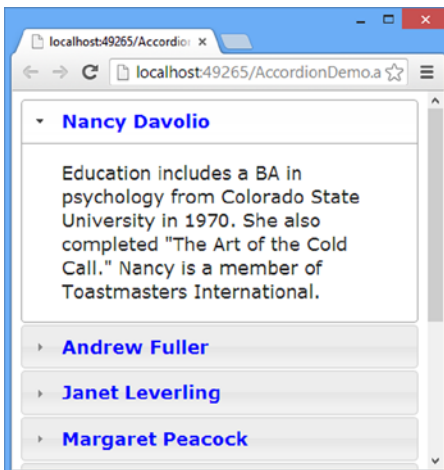 localhost:49265/Accordio
localhost:49265/AccordionDemo.a
Nancy Davolio
Education includes a BA in
psychology from Colorado State
University in 1970. She also
completed "The Art of the Cold
Call." Nancy is a member of
Toastmasters International.
Andrew Fuller
Janet Leverling
Margaret Peacock